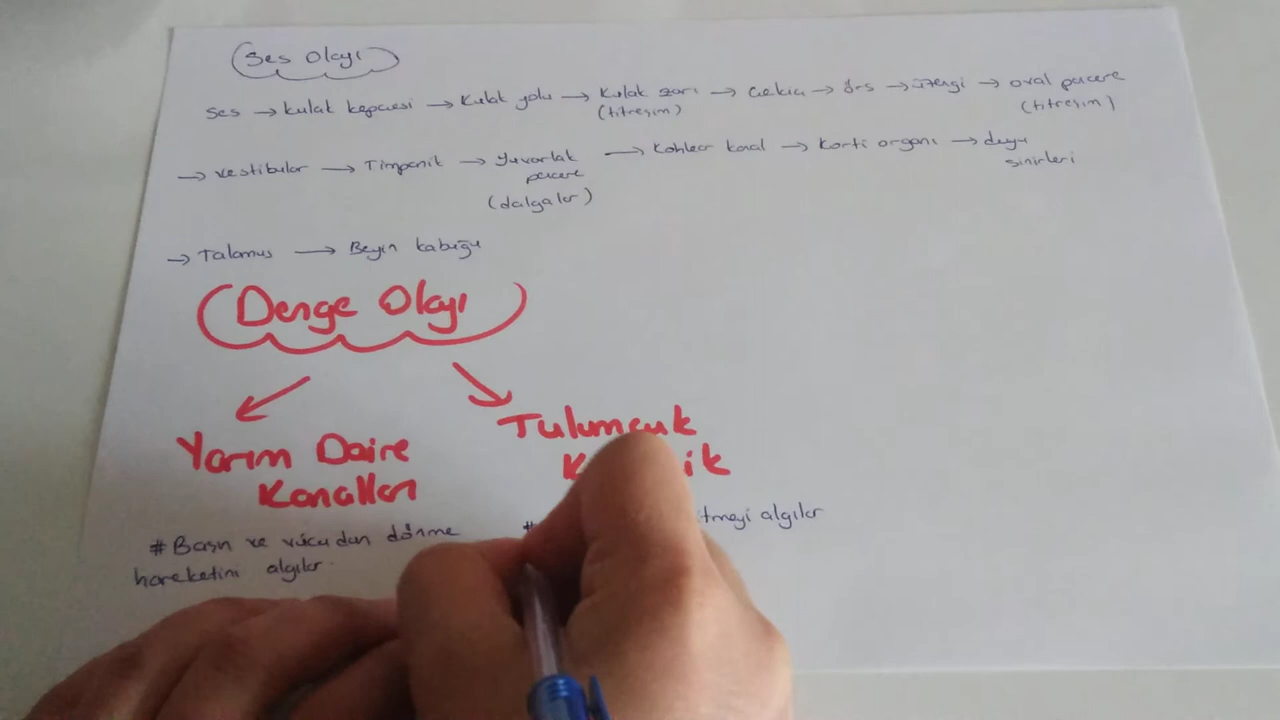 Ses Olayı
Ses → Kulak kepçesi → Kulak yolu → Kulak zarı → Çekiç → Örs → üzengi → oval pencere
(titreşim) (titreşim)
→ vestibular → Timpanik → Yuvarlak pencere → Kohlear kanal → Korti organı → duyu sinirleri
(dalgalar)
→ Talamus → Beyin kabuğu
Denge Olayı
Yarım Daire
Kanalları
Tulumcuk
# Başın ve vücudun dönme
hareketini algılar.
# algılar